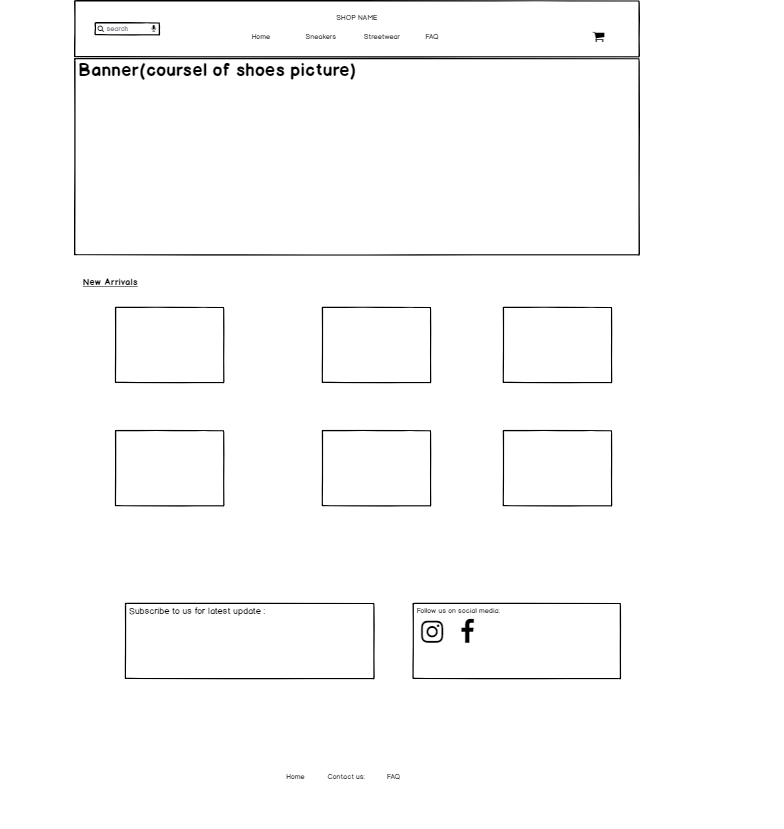 SHOP NAME
search
Home Sneakers Streetwear FAQ
Banner(coursel of shoes picture)
New Arrivals
Subscribe to us for latest update :
Follow us on social media:
Home Contact us: FAQ